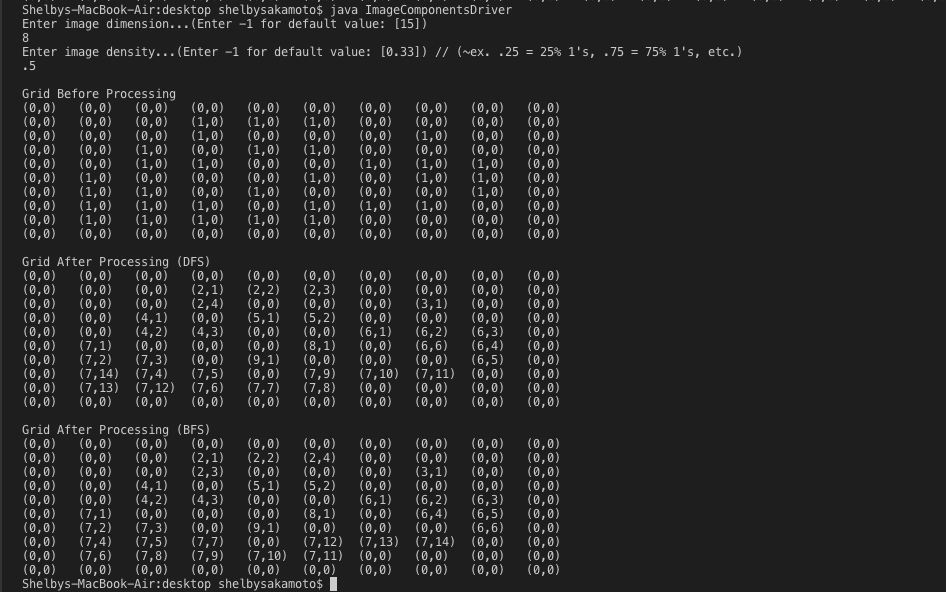 Shelbys-MacBook-Air:desktop shelbysakamoto$ java ImageComponentsDriver
Enter image dimension...(Enter -1 for default value: [15])
8
Enter image density...(Enter -1 for default value: [0.33]) // (~ex. .25 = 25% 1's, .75 = 75% 1's, etc.)
.5
Grid Before Processing
(0,0) (0,0) (0,0) (0,0) (0,0) (0,0) (0,0) (0,0) (0,0) (0,0)
(0,0) (0,0) (0,0) (1,0) (1,0) (1,0) (0,0) (0,0) (0,0) (0,0)
(0,0) (0,0) (0,0) (1,0) (0,0) (0,0) (0,0) (1,0) (0,0) (0,0)
(0,0) (0,0) (1,0) (0,0) (1,0) (1,0) (0,0) (0,0) (0,0) (0,0)
(0,0) (0,0) (1,0) (1,0) (0,0) (0,0) (1,0) (1,0) (1,0) (0,0)
(0,0) (1,0) (0,0) (0,0) (0,0) (1,0) (0,0) (1,0) (1,0) (0,0)
(0,0) (1,0) (1,0) (0,0) (1,0) (0,0) (0,0) (0,0) (1,0) (0,0)
(0,0) (1,0) (1,0) (1,0) (0,0) (1,0) (1,0) (1,0) (0,0) (0,0)
(0,0) (1,0) (1,0) (1,0) (1,0) (1,0) (0,0) (0,0) (0,0) (0,0)
(0,0) (0,0) (0,0) (0,0) (0,0) (0,0) (0,0) (0,0) (0,0) (0,0)
Grid After Processing (DFS)
(0,0) (0,0) (0,0) (0,0) (0,0) (0,0) (0,0) (0,0) (0,0) (0,0)
(0,0) (0,0) (0,0) (2,1) (2,2) (2,3) (0,0) (0,0) (0,0) (0,0)
(0,0) (0,0) (0,0) (2,4) (0,0) (0,0) (0,0) (3,1) (0,0) (0,0)
(0,0) (0,0) (4,1) (0,0) (5,1) (5,2) (0,0) (0,0) (0,0) (0,0)
(0,0) (0,0) (4,2) (4,3) (0,0) (0,0) (6,1) (6,2) (6,3) (0,0)
(0,0) (7,1) (0,0) (0,0) (0,0) (8,1) (0,0) (6,6) (6,4) (0,0)
(0,0) (7,2) (7,3) (0,0) (9,1) (0,0) (0,0) (0,0) (6,5) (0,0)
(0,0) (7,14) (7,4) (7,5) (0,0) (7,9) (7,10) (7,11) (0,0) (0,0)
(0,0) (7,13) (7,12) (7,6) (7,7) (7,8) (0,0) (0,0) (0,0) (0,0)
(0,0) (0,0) (0,0) (0,0) (0,0) (0,0) (0,0) (0,0) (0,0) (0,0)
Grid After Processing (BFS)
(0,0) (0,0) (0,0) (0,0) (0,0) (0,0) (0,0) (0,0) (0,0) (0,0)
(0,0) (0,0) (0,0) (2,1) (2,2) (2,4) (0,0) (0,0) (0,0) (0,0)
(0,0) (0,0) (0,0) (2,3) (0,0) (0,0) (0,0) (3,1) (0,0) (0,0)
(0,0) (0,0) (4,1) (0,0) (5,1) (5,2) (0,0) (0,0) (0,0) (0,0)
(0,0) (0,0) (4,2) (4,3) (0,0) (0,0) (6,1) (6,2) (6,3) (0,0)
(0,0) (7,1) (0,0) (0,0) (0,0) (8,1) (0,0) (6,4) (6,5) (0,0)
(0,0) (7,2) (7,3) (0,0) (9,1) (0,0) (0,0) (0,0) (6,6) (0,0)
(0,0) (7,4) (7,5) (7,7) (0,0) (7,12) (7,13) (7,14) (0,0) (0,0)
(0,0) (7,6) (7,8) (7,9) (7,10) (7,11) (0,0) (0,0) (0,0) (0,0)
(0,0) (0,0) (0,0) (0,0) (0,0) (0,0) (0,0) (0,0) (0,0) (0,0)
Shelbys-MacBook-Air:desktop shelbysakamoto$